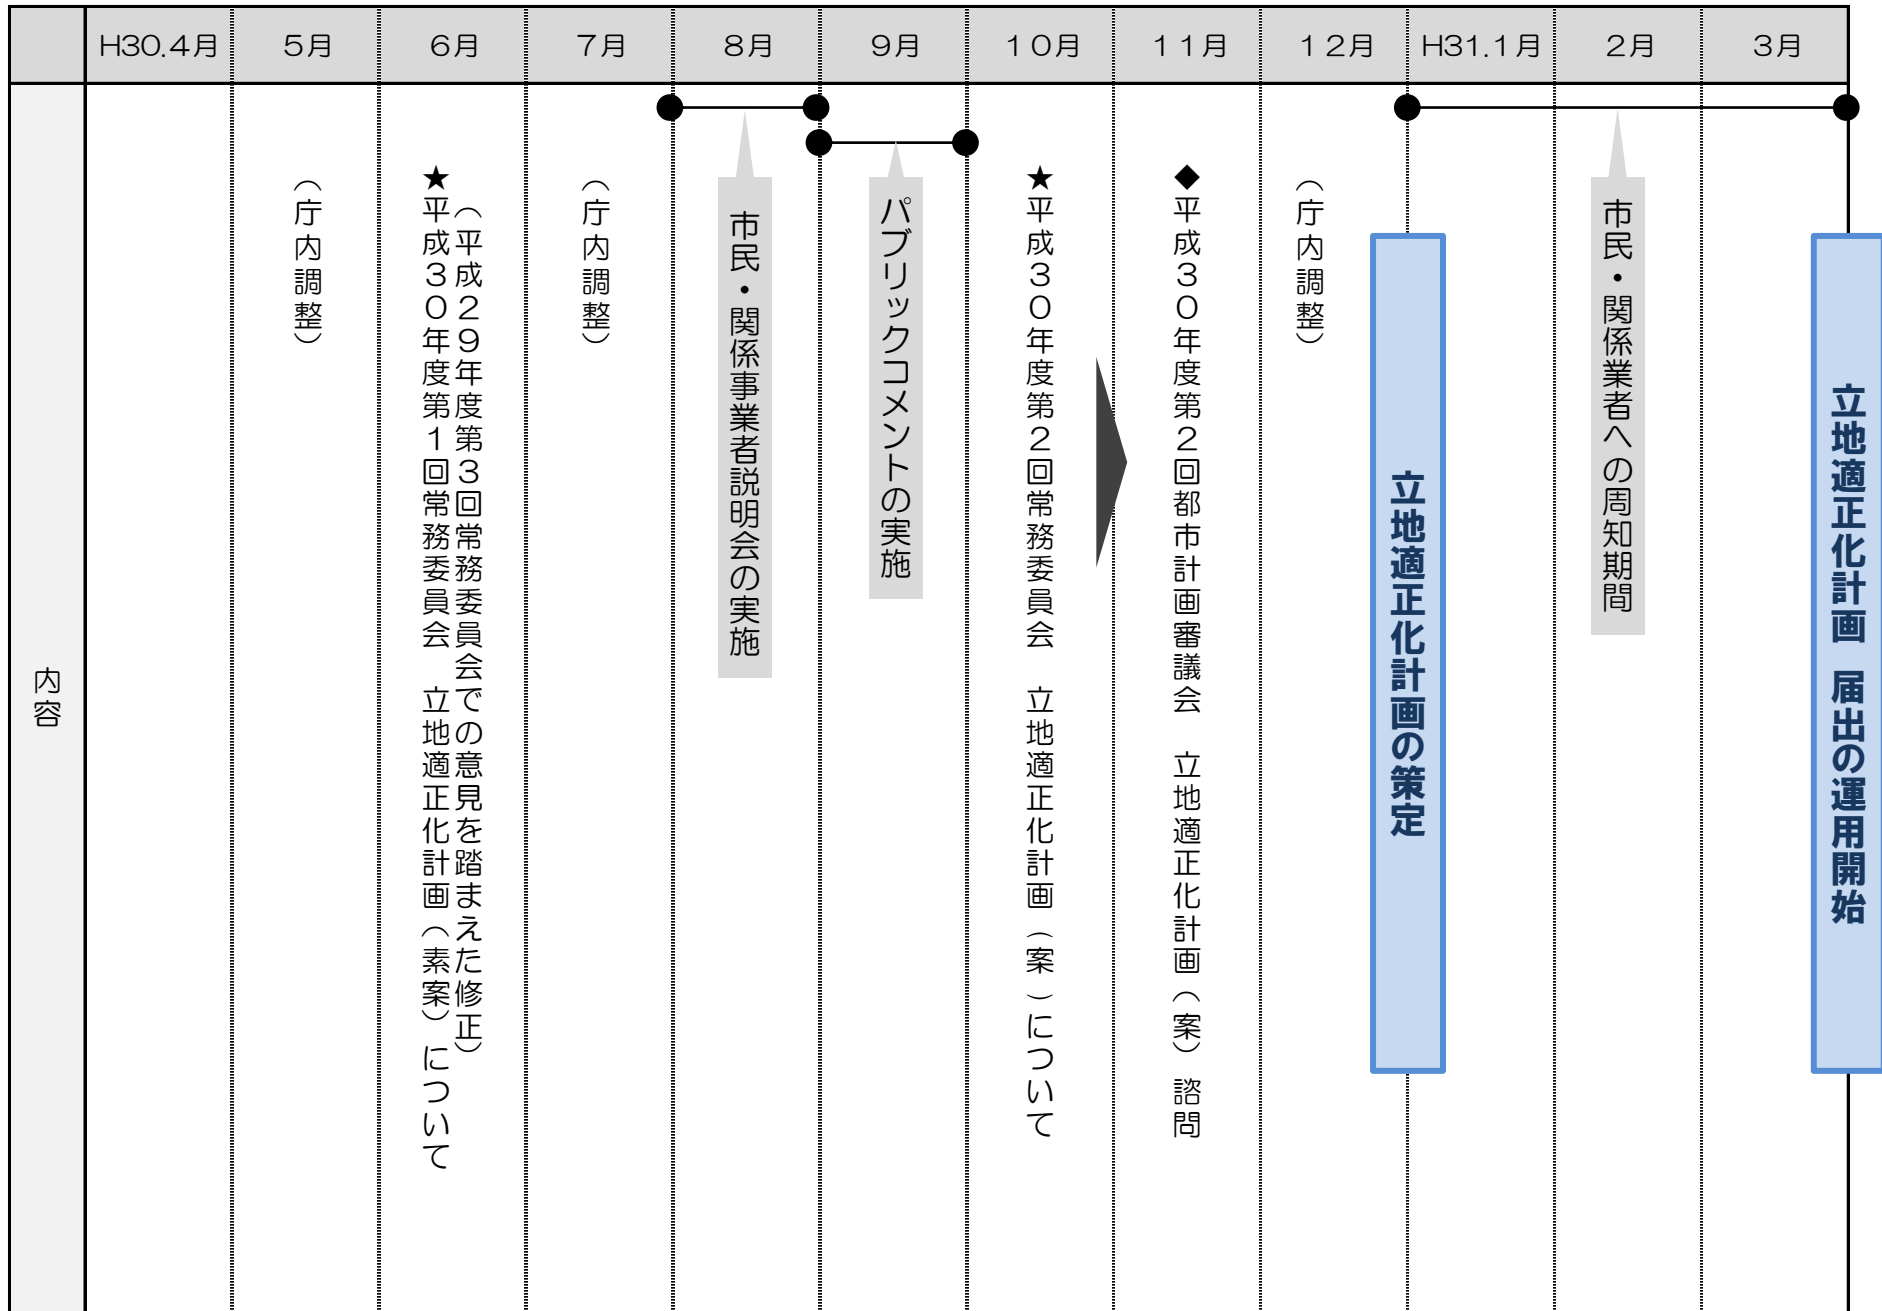 H30.4月
5月
6月
7月
8月
9月
10月
11月
12月
H31.1月
2月
3月
内容
(庁内調整)
★平成30年度第1回常務委員会 立地適正化計画(素案)について
(平成29年度第3回常務委員会での意見を踏まえた修正)
(庁内調整)
市民・関係事業者説明会の実施
パブリックコメントの実施
★平成30年度第2回常務委員会 立地適正化計画(案)について
◆平成30年度第2回都市計画審議会 立地適正化計画(案)諮問
(庁内調整)
立地適正化計画の策定
市民・関係業者への周知期間
立地適正化計画 届出の運用開始